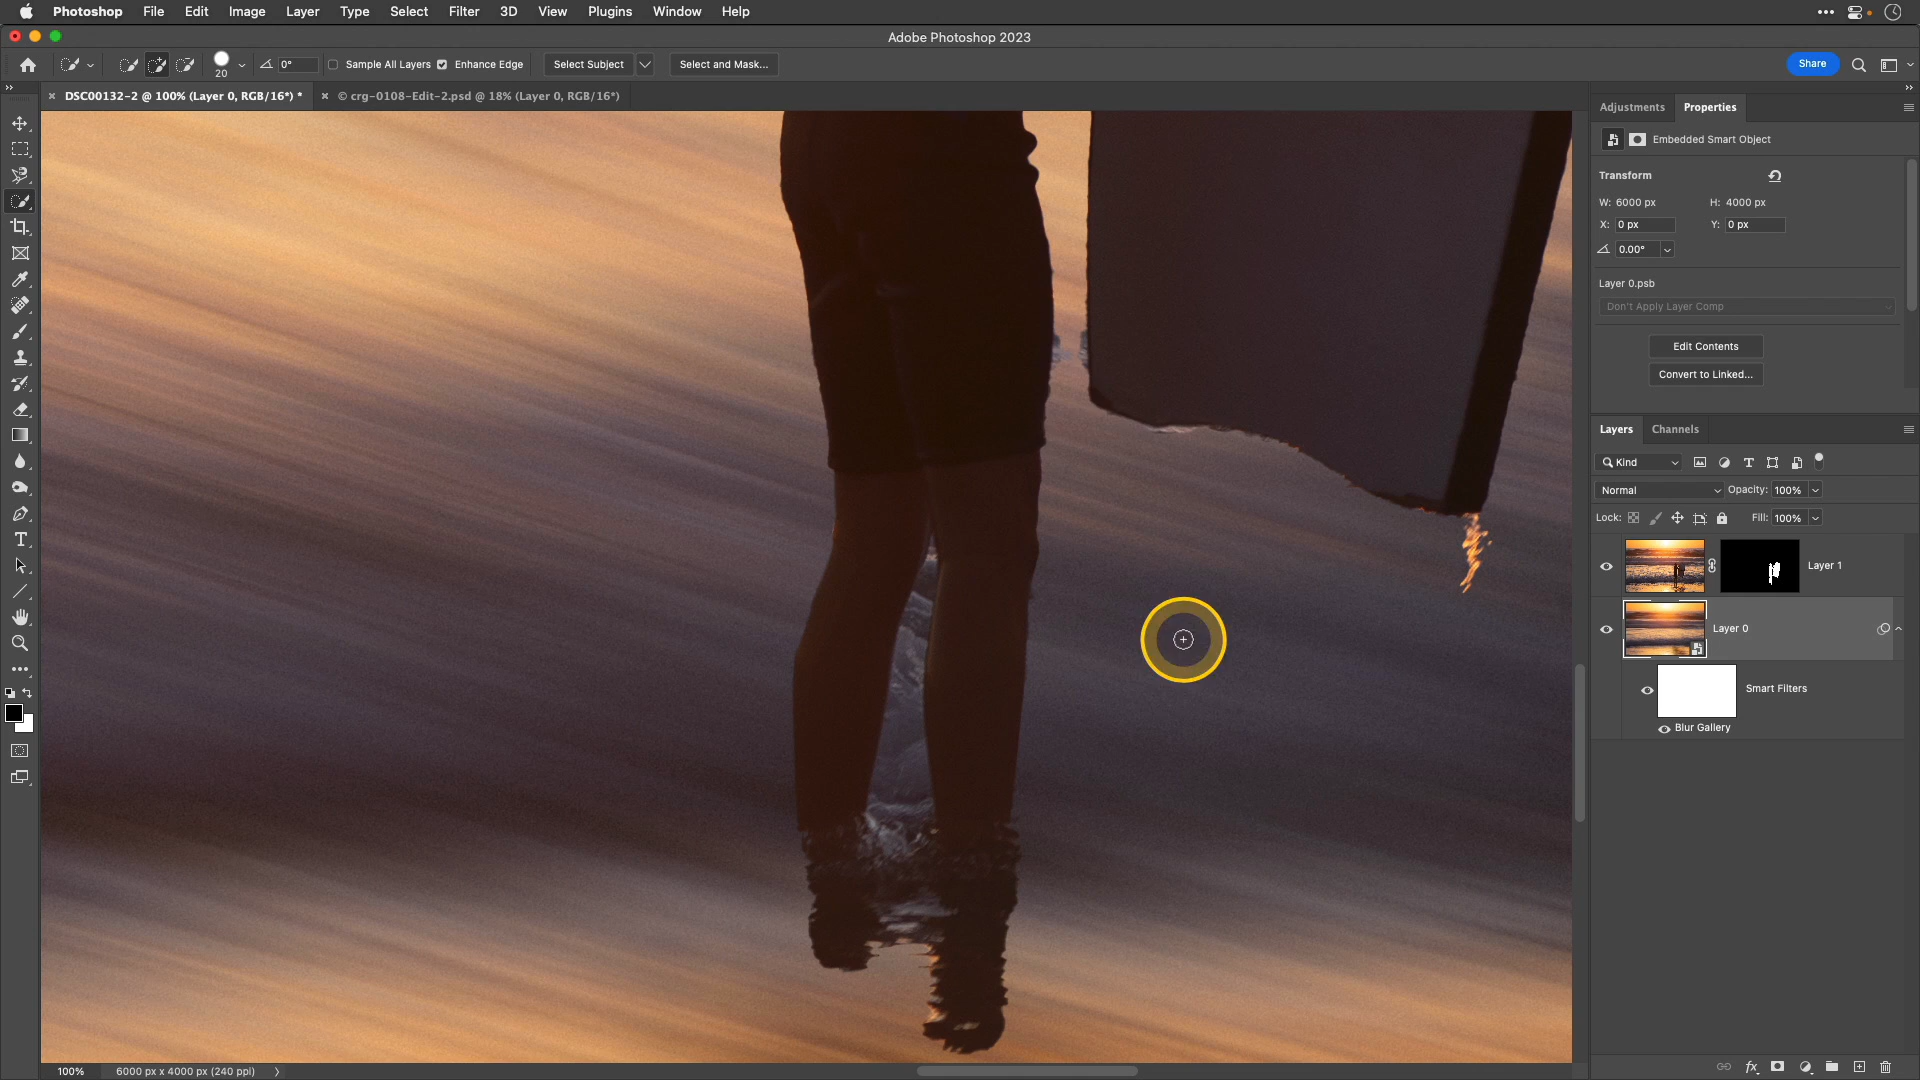 Photoshop File Edit Image Layer Type Select Filter 3D View Plugins Window Help
Adobe Photoshop 2023
20 0° Sample All Layers Enhance Edge Select Subject Select and Mask... Share
DSC00132-2 @ 100% (Layer 0, RGB/16*) * © crg-0108-Edit-2.psd @ 18% (Layer 0, RGB/16*)
Adjustments Properties
Embedded Smart Object
Transform
W: 6000 px H: 4000 px
X: 0 px Y: 0 px
0.00°
Layer 0.psb
Don't Apply Layer Comp
Edit Contents
Convert to Linked...
Layers Channels
Kind
Normal Opacity: 100%
Lock: Fill: 100%
Layer 1
Layer 0
Smart Filters
Blur Gallery
100% 6000 px x 4000 px (240 ppi)